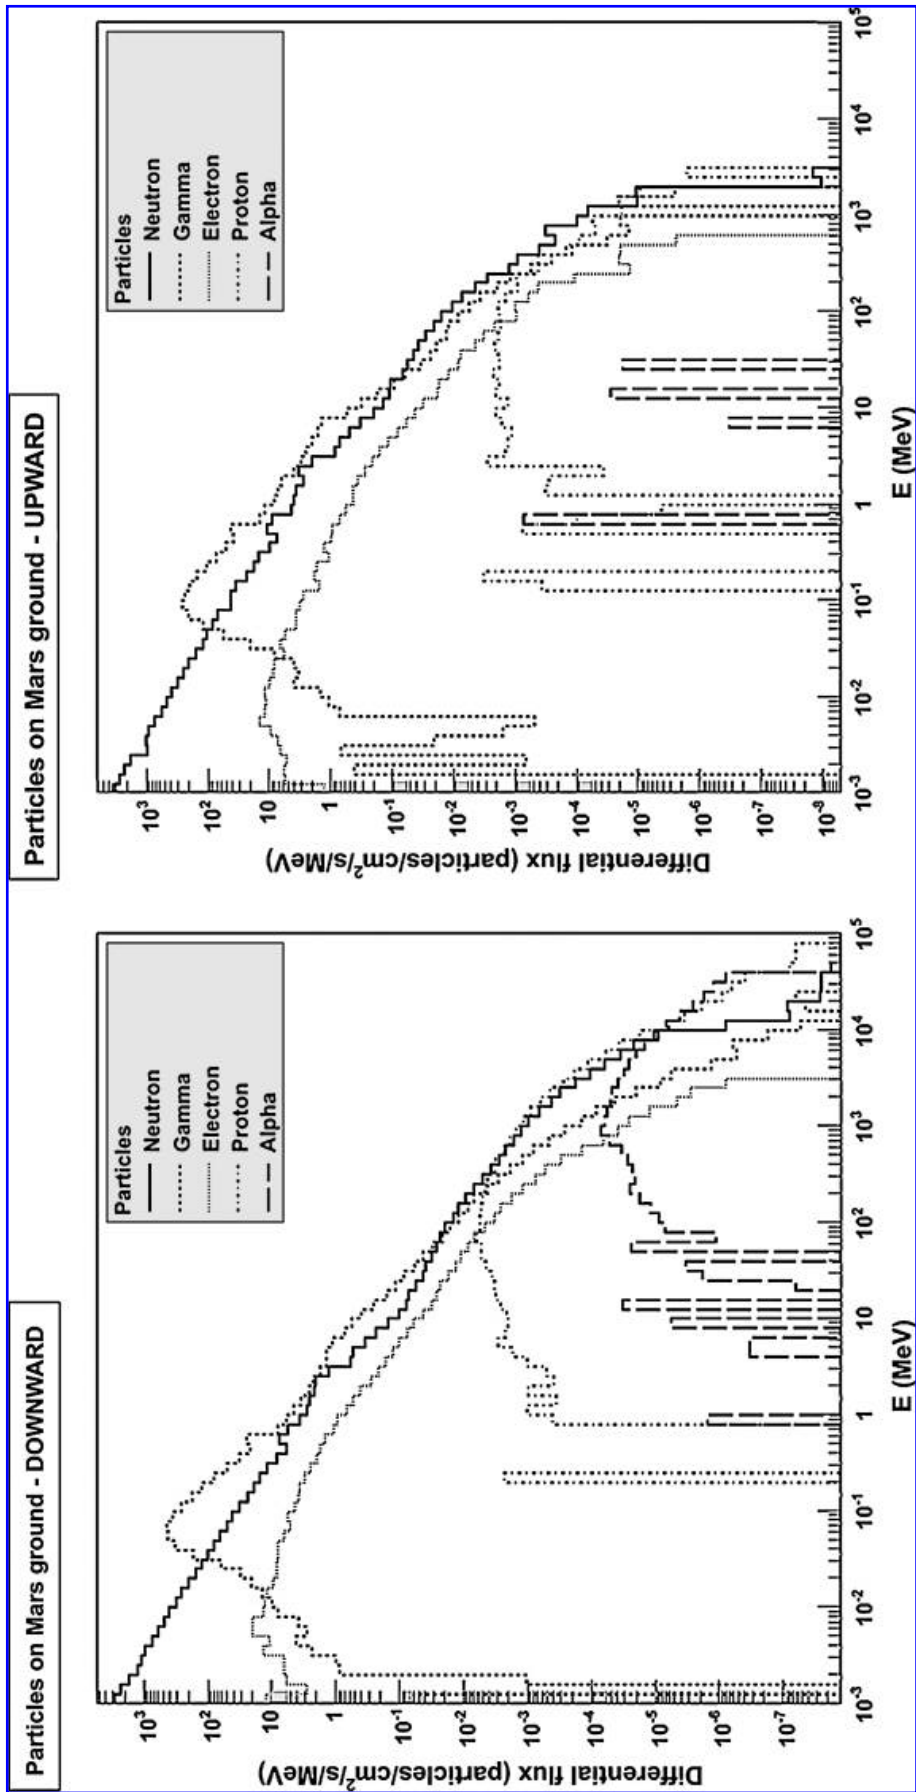 Particles on Mars ground - DOWNWARD
Differential flux (particles/cm²/s/MeV)
10³
10²
10
1
10⁻¹
10⁻²
10⁻³
10⁻⁴
10⁻⁵
10⁻⁶
10⁻⁷
Particles
Neutron
Gamma
Electron
Proton
Alpha
10⁻³
10⁻²
10⁻¹
1
10
10²
10³
10⁴
10⁵
E (MeV)
Particles on Mars ground - UPWARD
Differential flux (particles/cm²/s/MeV)
10³
10²
10
1
10⁻¹
10⁻²
10⁻³
10⁻⁴
10⁻⁵
10⁻⁶
10⁻⁷
10⁻⁸
Particles
Neutron
Gamma
Electron
Proton
Alpha
10⁻³
10⁻²
10⁻¹
1
10
10²
10³
10⁴
10⁵
E (MeV)